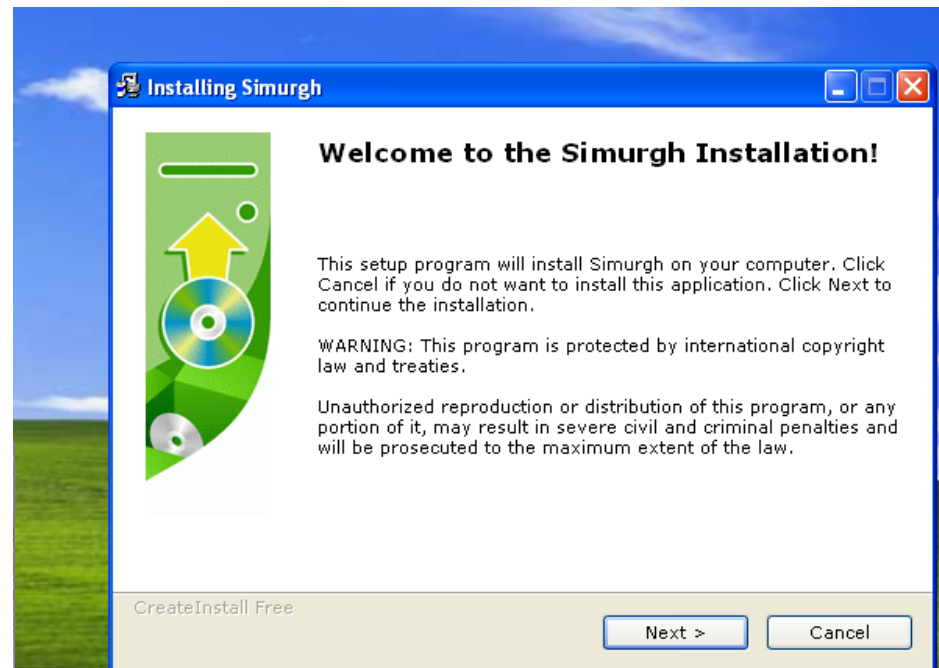 Installing Simurgh
Welcome to the Simurgh Installation!
This setup program will install Simurgh on your computer. Click
Cancel if you do not want to install this application. Click Next to
continue the installation.
WARNING: This program is protected by international copyright
law and treaties.
Unauthorized reproduction or distribution of this program, or any
portion of it, may result in severe civil and criminal penalties and
will be prosecuted to the maximum extent of the law.
CreateInstall Free
Next >
Cancel